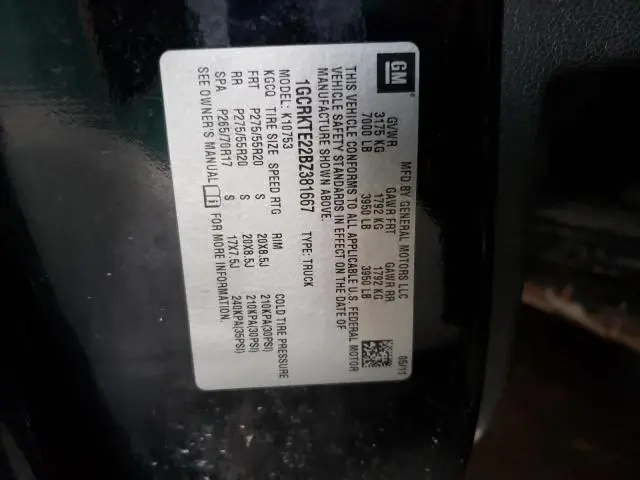 GM
MFD BY GENERAL MOTORS LLC 05/11
GVWR GAWR FRT GAWR RR
3175 KG 1792 KG 1792 KG
7000 LB 3950 LB 3950 LB
THIS VEHICLE CONFORMS TO ALL APPLICABLE U.S. FEDERAL MOTOR
VEHICLE SAFETY STANDARDS IN EFFECT ON THE DATE OF
MANUFACTURE SHOWN ABOVE.
1GCRKTE22BZ381667 TYPE: TRUCK
MODEL: K10753
KGCQ TIRE SIZE SPEED RTG RIM COLD TIRE PRESSURE
FRT P275/55R20 S 20X8.5J 210KPA(30PSI)
RR P275/55R20 S 20X8.5J 210KPA(30PSI)
SPA P265/70R17 S 17X7.5J 240KPA(35PSI)
SEE OWNER'S MANUAL i FOR MORE INFORMATION.